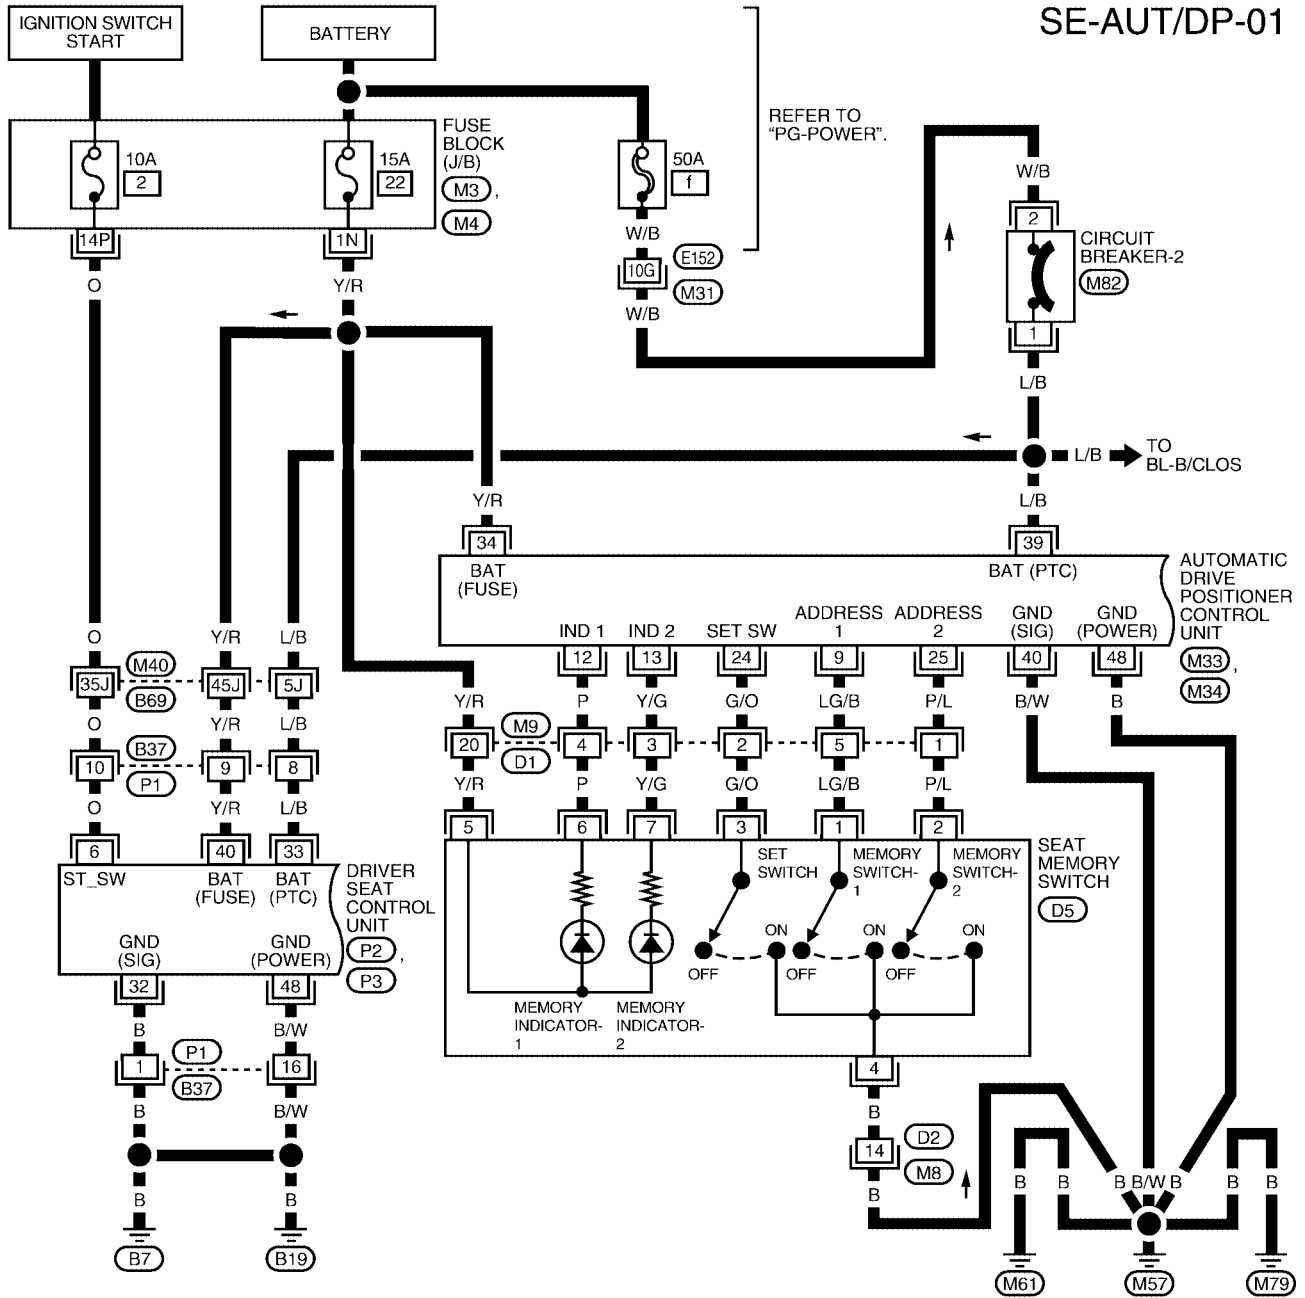 SE-AUT/DP-01
IGNITION SWITCH
START
BATTERY
REFER TO
"PG-POWER".
FUSE
BLOCK
(J/B)
M3 ,
M4
10A
2
15A
22
50A
f
W/B
2
CIRCUIT
BREAKER-2
M82
1
14P
1N
W/B
E152
10G
M31
W/B
O
Y/R
L/B
L/B
TO
BL-B/CLOS
Y/R
L/B
34
39
BAT
(FUSE)
BAT (PTC)
AUTOMATIC
DRIVE
POSITIONER
CONTROL
UNIT
M33 ,
M34
IND 1
IND 2
SET SW
ADDRESS
1
ADDRESS
2
GND
(SIG)
GND
(POWER)
12
13
24
9
25
40
48
O
Y/R
L/B
M40
35J
45J
5J
B69
Y/R
P
Y/G
G/O
LG/B
P/L
B/W
B
O
Y/R
L/B
M9
20
4
3
2
5
1
D1
B37
10
9
8
P1
Y/R
P
Y/G
G/O
LG/B
P/L
O
Y/R
L/B
5
6
7
3
1
2
6
40
33
SEAT
MEMORY
SWITCH
D5
SET
SWITCH
MEMORY
SWITCH-
1
MEMORY
SWITCH-
2
ST_SW
BAT
(FUSE)
BAT
(PTC)
DRIVER
SEAT
CONTROL
UNIT
P2 ,
P3
GND
(SIG)
GND
(POWER)
ON
ON
ON
OFF
OFF
OFF
32
48
MEMORY
INDICATOR-
1
MEMORY
INDICATOR-
2
B
B/W
P1
1
16
B37
4
B
B/W
B
D2
14
M8
B
B
B
B
B
B
B/W
B
B
B
B7
B19
M61
M57
M79